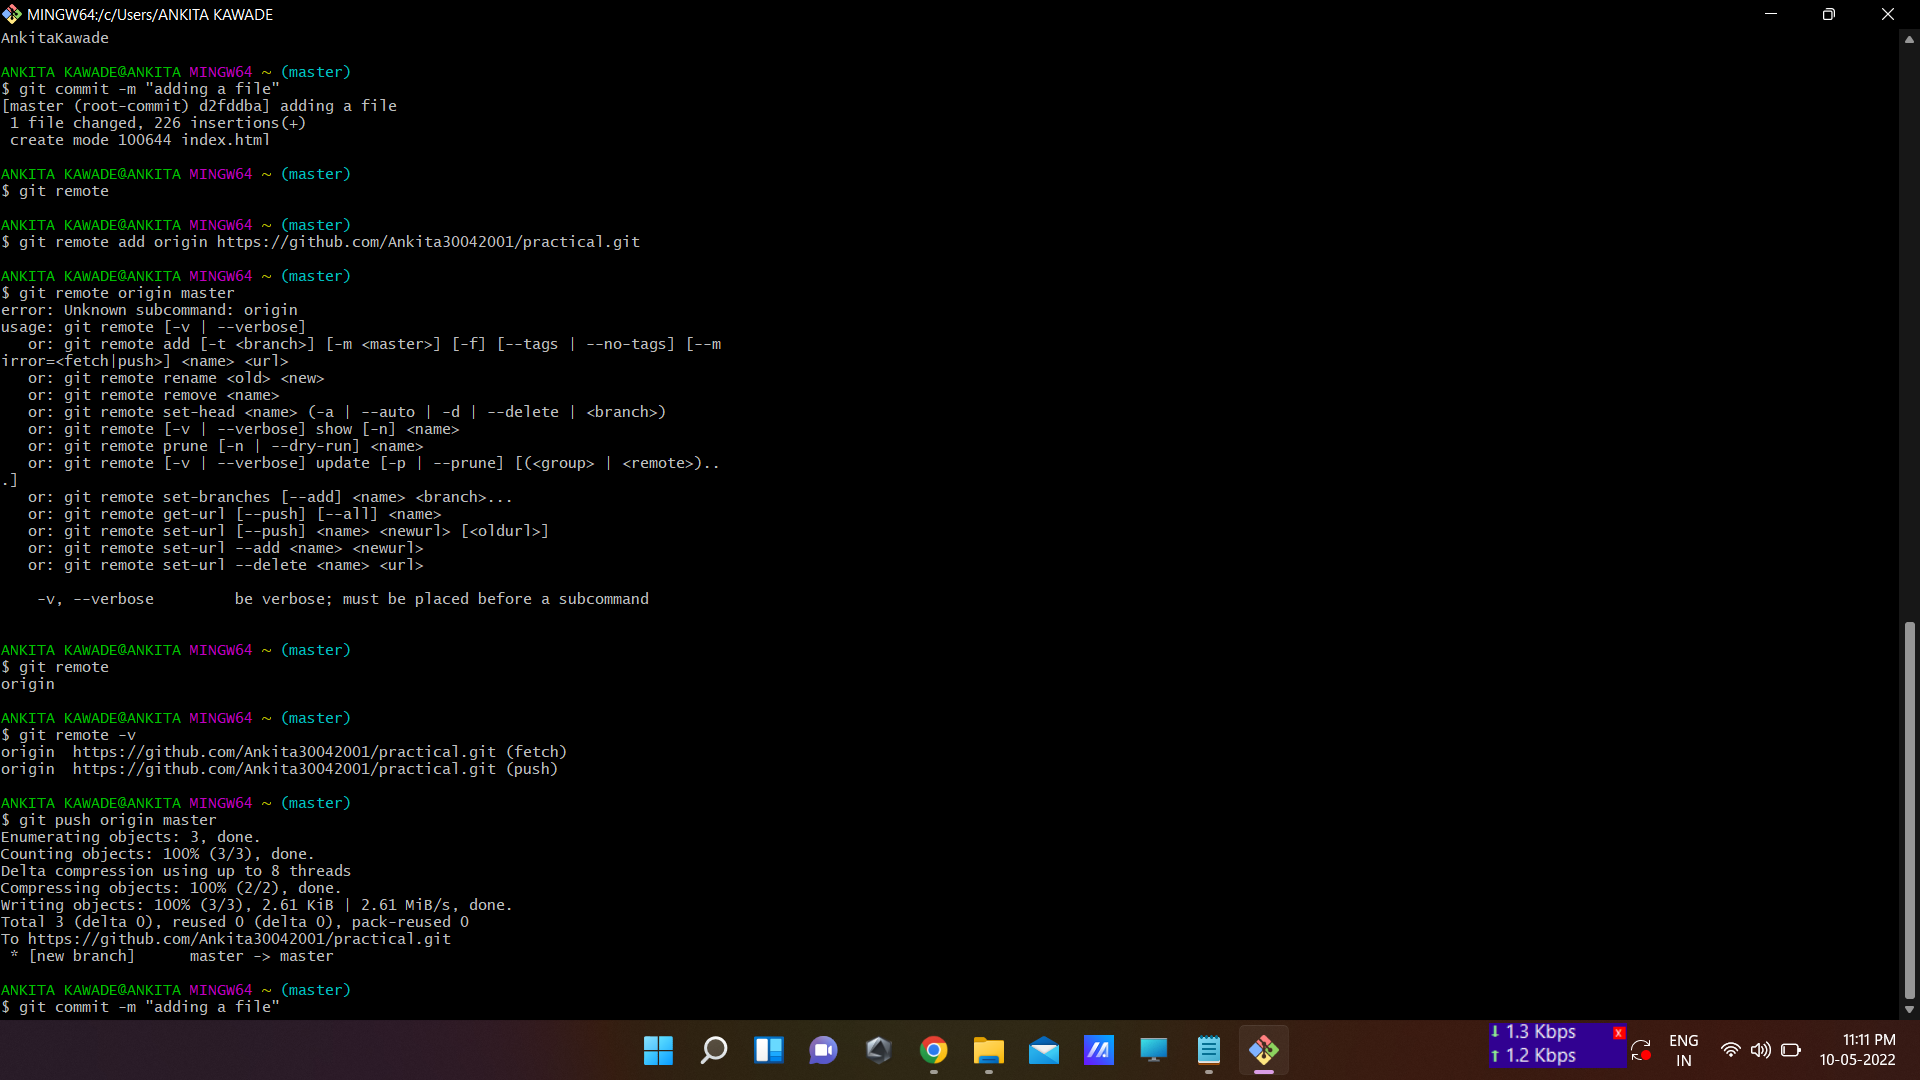 MINGW64:/c/Users/ANKITA KAWADE
AnkitaKawade
ANKITA KAWADE@ANKITA MINGW64 ~ (master)
$ git commit -m "adding a file"
[master (root-commit) d2fddba] adding a file
 1 file changed, 226 insertions(+)
 create mode 100644 index.html
ANKITA KAWADE@ANKITA MINGW64 ~ (master)
$ git remote
ANKITA KAWADE@ANKITA MINGW64 ~ (master)
$ git remote add origin https://github.com/Ankita30042001/practical.git
ANKITA KAWADE@ANKITA MINGW64 ~ (master)
$ git remote origin master
error: Unknown subcommand: origin
usage: git remote [-v | --verbose]
   or: git remote add [-t <branch>] [-m <master>] [-f] [--tags | --no-tags] [--m
irror=<fetch|push>] <name> <url>
   or: git remote rename <old> <new>
   or: git remote remove <name>
   or: git remote set-head <name> (-a | --auto | -d | --delete | <branch>)
   or: git remote [-v | --verbose] show [-n] <name>
   or: git remote prune [-n | --dry-run] <name>
   or: git remote [-v | --verbose] update [-p | --prune] [(<group> | <remote>)..
.]
   or: git remote set-branches [--add] <name> <branch>...
   or: git remote get-url [--push] [--all] <name>
   or: git remote set-url [--push] <name> <newurl> [<oldurl>]
   or: git remote set-url --add <name> <newurl>
   or: git remote set-url --delete <name> <url>
    -v, --verbose         be verbose; must be placed before a subcommand
ANKITA KAWADE@ANKITA MINGW64 ~ (master)
$ git remote
origin
ANKITA KAWADE@ANKITA MINGW64 ~ (master)
$ git remote -v
origin  https://github.com/Ankita30042001/practical.git (fetch)
origin  https://github.com/Ankita30042001/practical.git (push)
ANKITA KAWADE@ANKITA MINGW64 ~ (master)
$ git push origin master
Enumerating objects: 3, done.
Counting objects: 100% (3/3), done.
Delta compression using up to 8 threads
Compressing objects: 100% (2/2), done.
Writing objects: 100% (3/3), 2.61 KiB | 2.61 MiB/s, done.
Total 3 (delta 0), reused 0 (delta 0), pack-reused 0
To https://github.com/Ankita30042001/practical.git
 * [new branch]      master -> master
ANKITA KAWADE@ANKITA MINGW64 ~ (master)
$ git commit -m "adding a file"
↓ 1.3 Kbps x
↑ 1.2 Kbps
ENG
IN
11:11 PM
10-05-2022